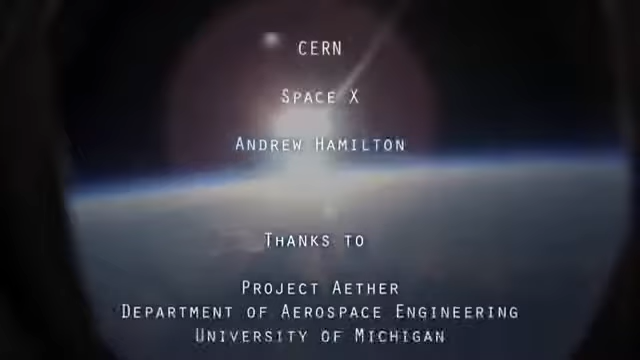 CERN
Space X
Andrew Hamilton
Thanks to
Project Aether
Department of Aerospace Engineering
University of Michigan